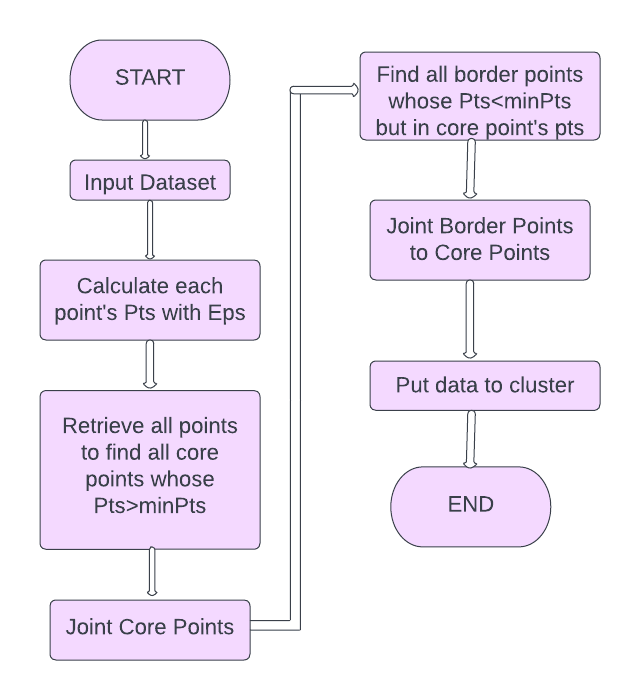 START
Input Dataset
Calculate each
point's Pts with Eps
Retrieve all points
to find all core
points whose
Pts>minPts
Joint Core Points
Find all border points
whose Pts<minPts
but in core point's pts
Joint Border Points
to Core Points
Put data to cluster
END